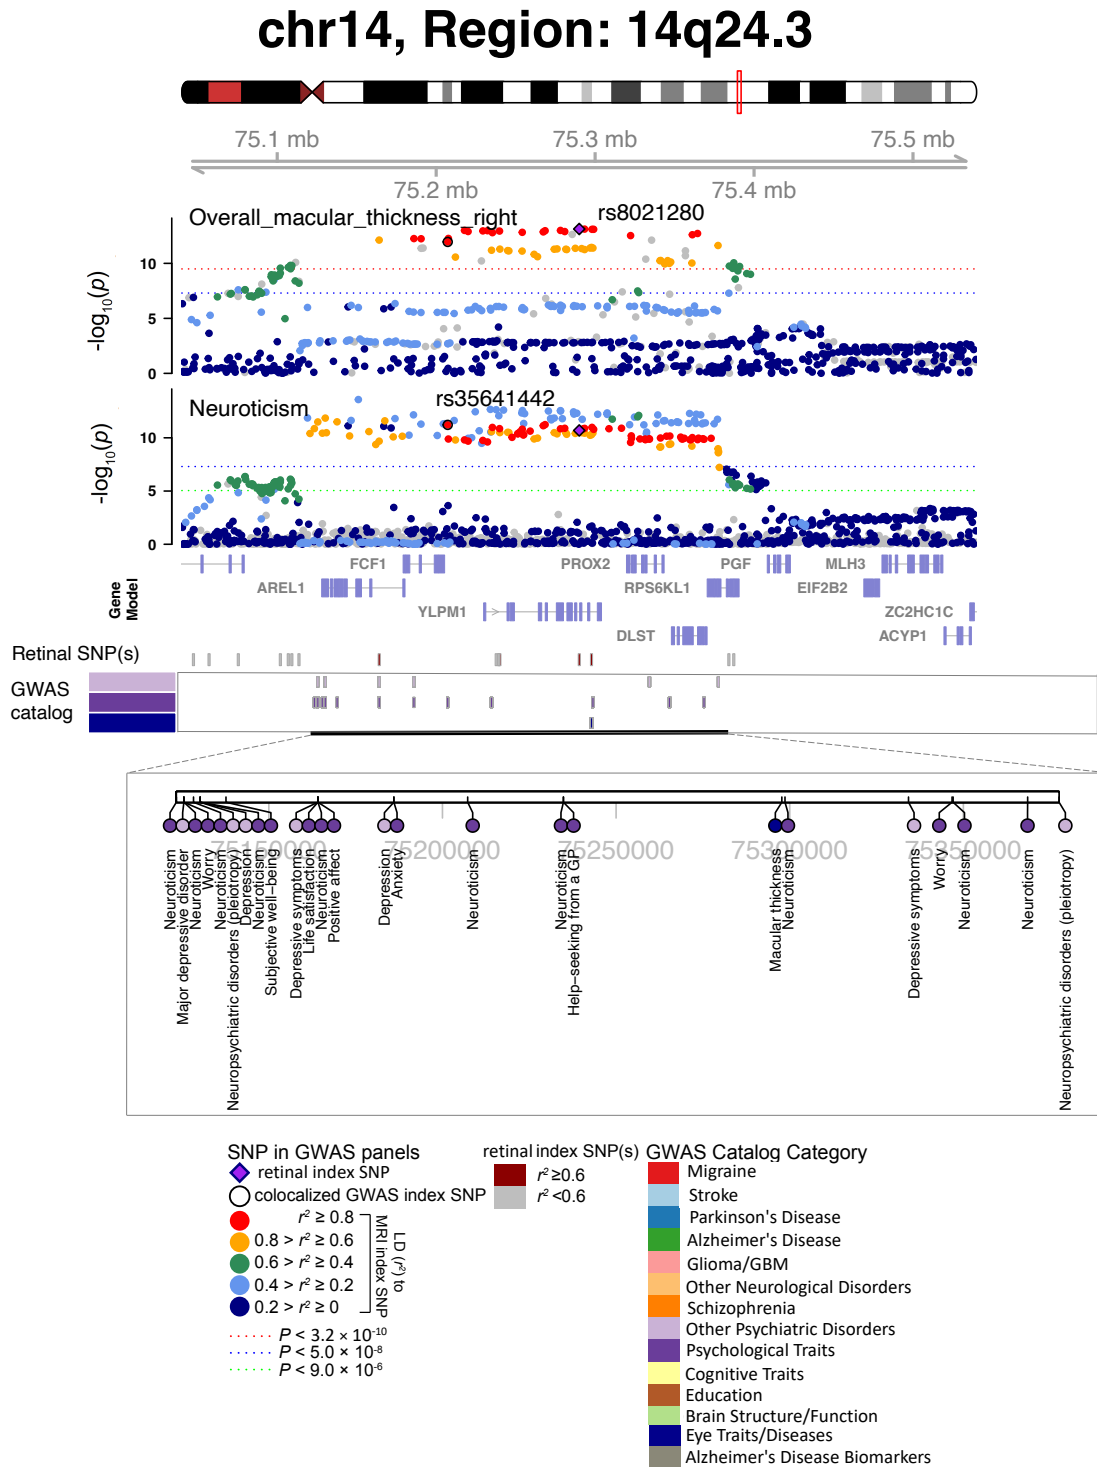 chr14, Region: 14q24.3
75.1 mb
75.3 mb
75.5 mb
75.2 mb
75.4 mb
Overall_macular_thickness_right
rs8021280
-log10(p)
10
5
0
Neuroticism
rs35641442
-log10(p)
10
5
0
Gene
Model
FCF1
PROX2
PGF
MLH3
AREL1
RPS6KL1
EIF2B2
YLPM1
ZC2HC1C
DLST
ACYP1
Retinal SNP(s)
GWAS
catalog
75150000
75200000
75250000
75300000
75350000
Neuroticism
Major depressive disorder
Neuroticism
Worry
Neuroticism
Neuropsychiatric disorders (pleiotropy)
Depression
Neuroticism
Subjective well−being
Depressive symptoms
Life satisfaction
Neuroticism
Positive affect
Depression
Anxiety
Neuroticism
Neuroticism
Help−seeking from a GP
Macular thickness
Neuroticism
Depressive symptoms
Worry
Neuroticism
Neuroticism
Neuropsychiatric disorders (pleiotropy)
SNP in GWAS panels
retinal index SNP
colocalized GWAS index SNP
r² ≥ 0.8
0.8 > r² ≥ 0.6
0.6 > r² ≥ 0.4
0.4 > r² ≥ 0.2
0.2 > r² ≥ 0
LD (r²) to
MRI index SNP
P < 3.2 × 10⁻¹⁰
P < 5.0 × 10⁻⁸
P < 9.0 × 10⁻⁶
retinal index SNP(s)
r² ≥0.6
r² <0.6
GWAS Catalog Category
Migraine
Stroke
Parkinson's Disease
Alzheimer's Disease
Glioma/GBM
Other Neurological Disorders
Schizophrenia
Other Psychiatric Disorders
Psychological Traits
Cognitive Traits
Education
Brain Structure/Function
Eye Traits/Diseases
Alzheimer's Disease Biomarkers